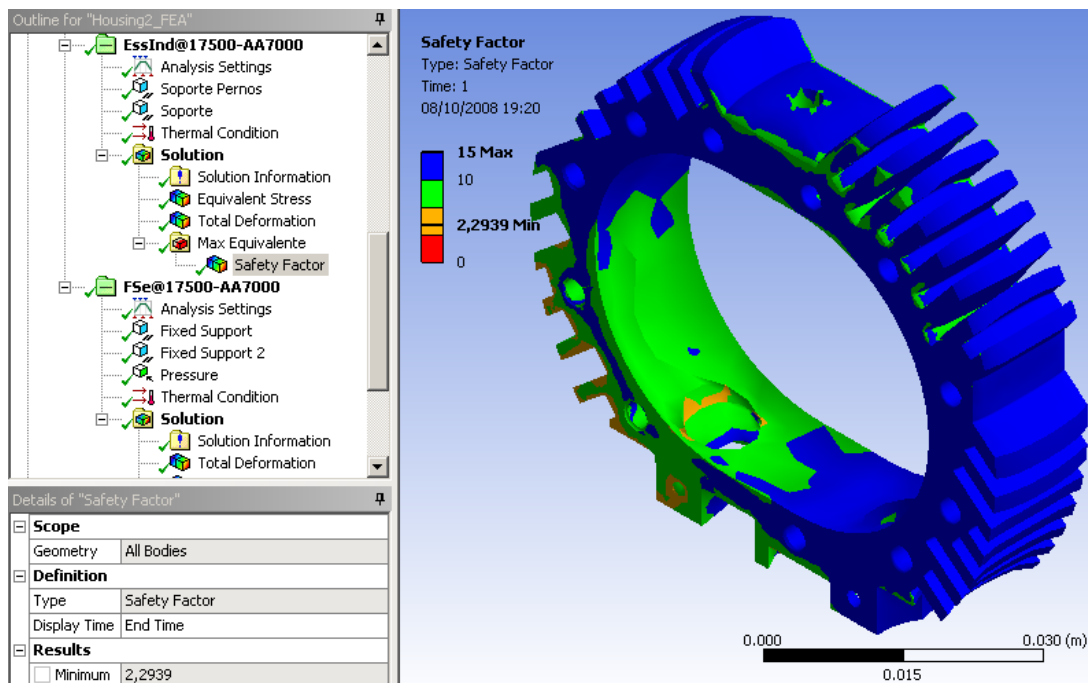 Outline for "Housing2_FEA"
EssInd@17500-AA7000
Analysis Settings
Soporte Pernos
Soporte
Thermal Condition
Solution
Solution Information
Equivalent Stress
Total Deformation
Max Equivalente
Safety Factor
FSe@17500-AA7000
Analysis Settings
Fixed Support
Fixed Support 2
Pressure
Thermal Condition
Solution
Solution Information
Total Deformation
Details of "Safety Factor"
Scope
Geometry All Bodies
Definition
Type Safety Factor
Display Time End Time
Results
Minimum 2,2939
Safety Factor
Type: Safety Factor
Time: 1
08/10/2008 19:20
15 Max
10
2,2939 Min
0
0.000 0.030 (m)
0.015